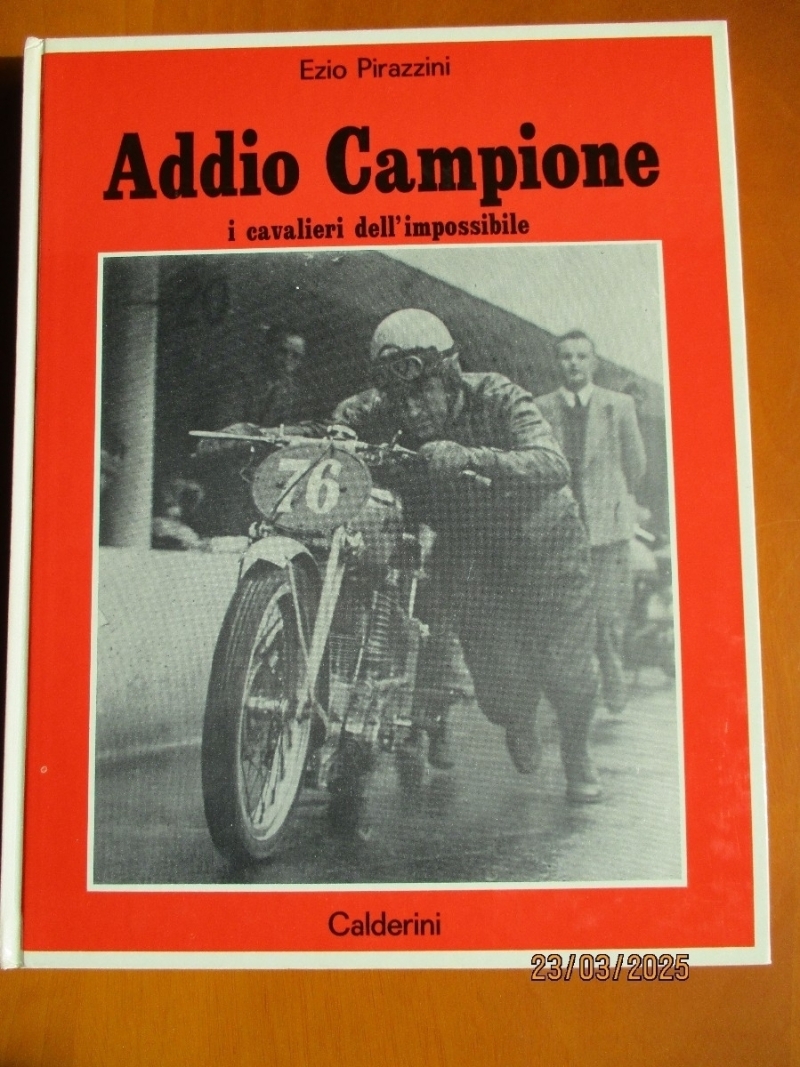 Ezio Pirazzini
Addio Campione
i cavalieri dell'impossibile
76
Calderini
23/03/2025